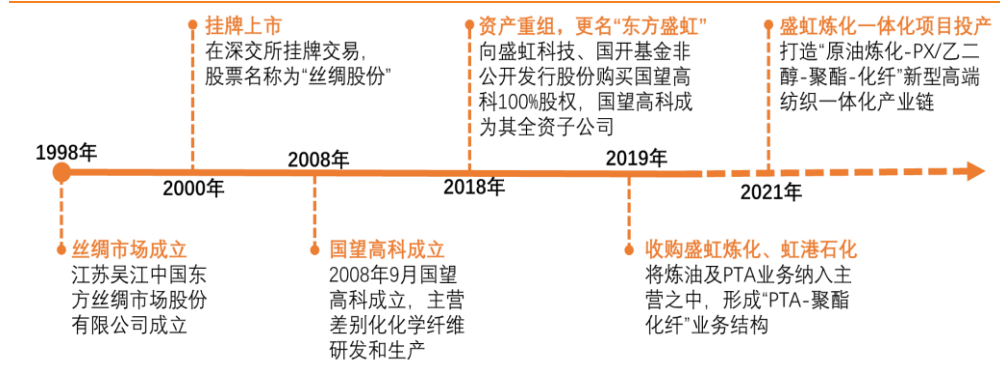 挂牌上市
在深交所挂牌交易，
股票名称为“丝绸股份”
资产重组，更名“东方盛虹”
向盛虹科技、国开基金非
公开发行股份购买国望高
科100%股权，国望高科成
为其全资子公司
盛虹炼化一体化项目投产
打造“原油炼化-PX/乙二
醇-聚酯-化纤”新型高端
纺织一体化产业链
1998年
2000年
2008年
2018年
2019年
2021年
丝绸市场成立
江苏吴江中国东
方丝绸市场股份
有限公司成立
国望高科成立
2008年9月国望
高科成立，主营
差别化化学纤维
研发和生产
收购盛虹炼化、虹港石化
将炼油及PTA业务纳入主
营之中，形成“PTA-聚酯
化纤”业务结构